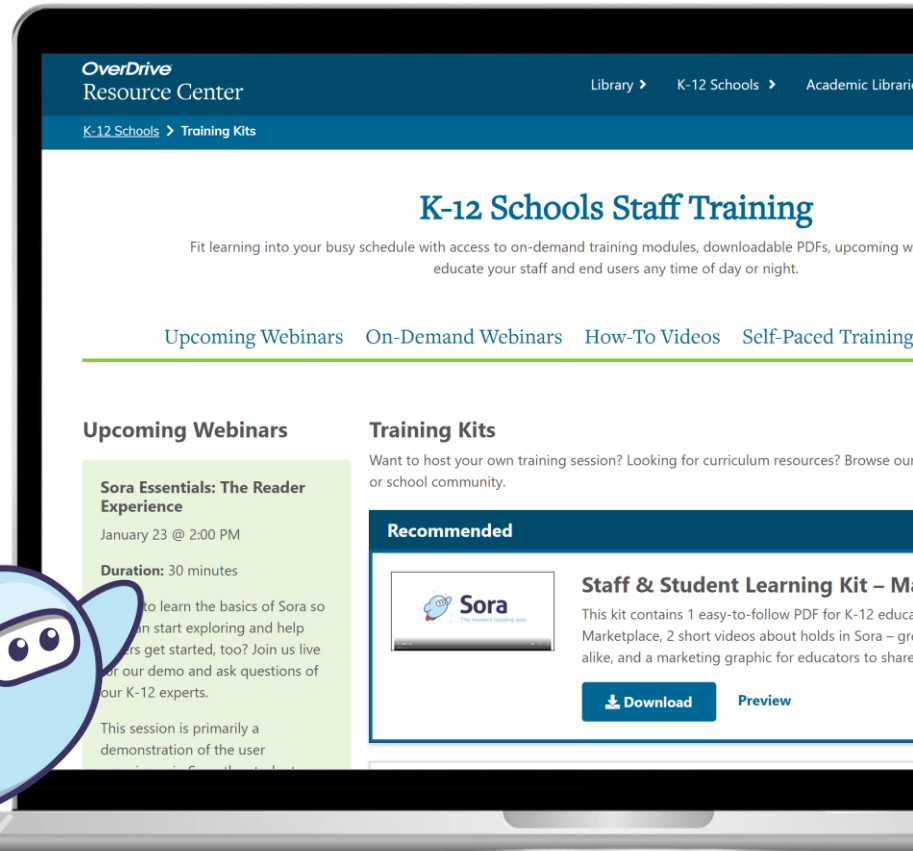 OverDrive
Resource Center
Library >
K-12 Schools >
Academic
K-12 Schools > Training Kits
K-12 Schools Staff Training
Fit learning into your busy schedule with access to on-demand training modules, downloadable PDFs, upcoming
educate your staff and end users any time of day or night.
Upcoming Webinars
On-Demand Webinars
How-To Videos
Self-Paced Training
Upcoming Webinars
Sora Essentials: The Reader
Experience
January 23 @ 2:00 PM
Duration: 30 minutes
to learn the basics of Sora so
start exploring and help
get started, too? Join us live
our demo and ask questions of
our K-12 experts.
This session is primarily a
demonstration of the user
Training Kits
Want to host your own training session? Looking for curriculum resources? Browse our
or school community.
Recommended
Sora
The student reading app
Staff & Student Learning Kit –
This kit contains 1 easy-to-follow PDF for K-12
Marketplace, 2 short videos about holds in Sora –
alike, and a marketing graphic for educators to share
Download
Preview